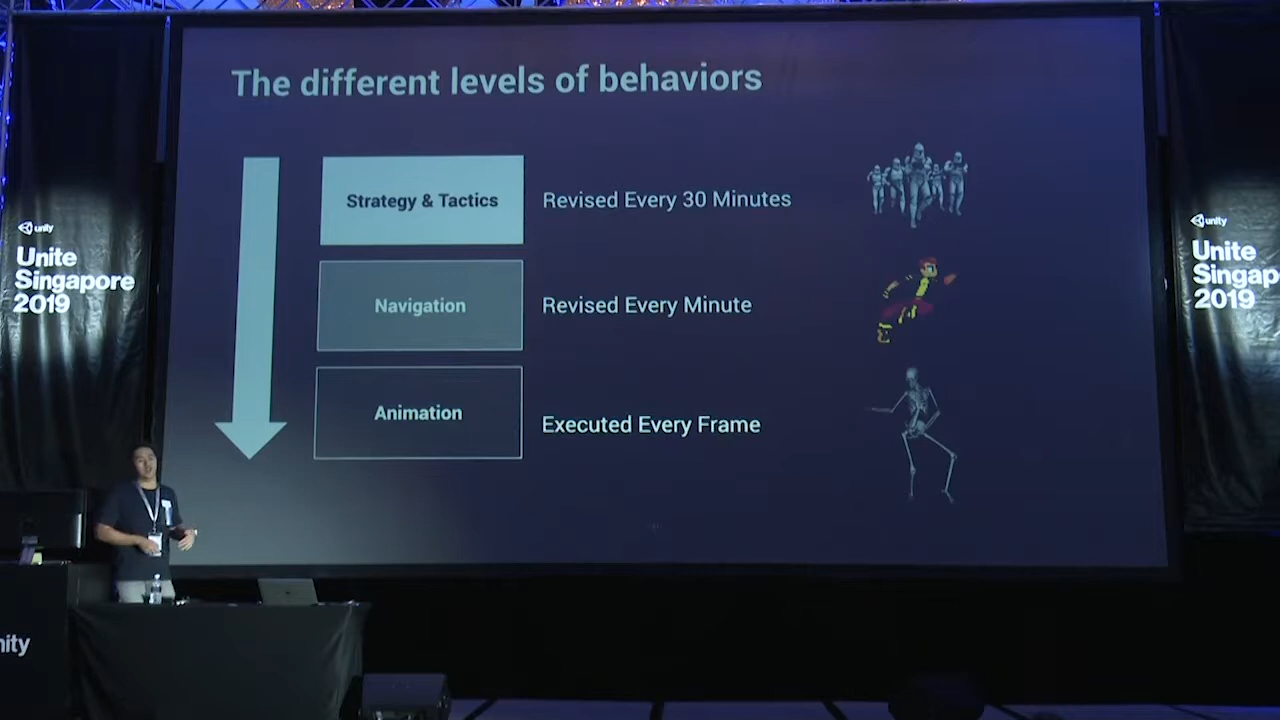 The different levels of behaviors
Strategy & Tactics
Revised Every 30 Minutes
Navigation
Revised Every Minute
Animation
Executed Every Frame
unity
Unite
Singapore
2019
unity
Unite
Singap
2019
nity